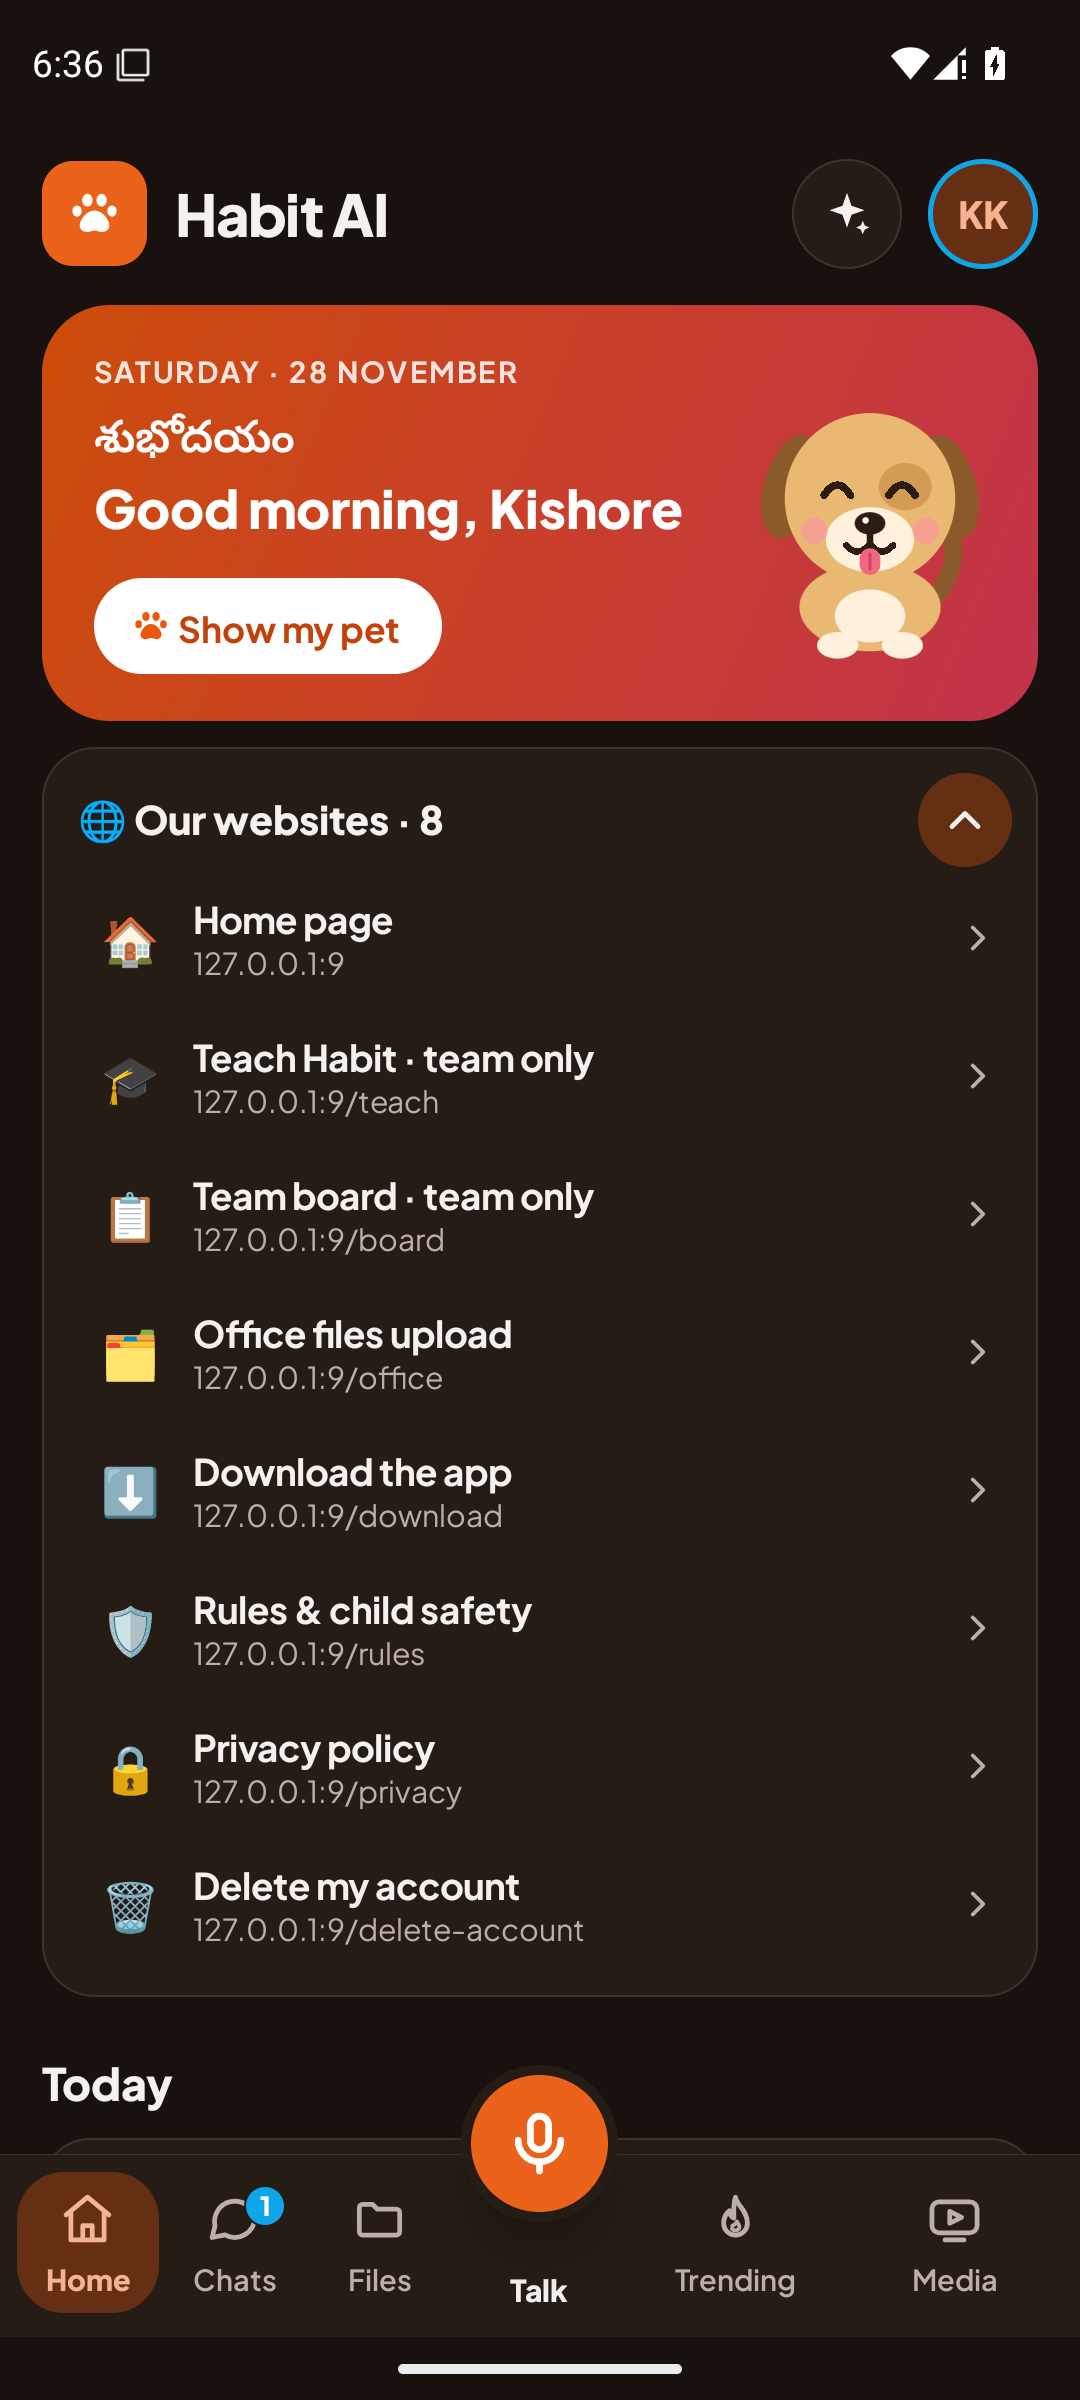 6:36
Habit AI
KK
SATURDAY · 28 NOVEMBER
శుభోదయం
Good morning, Kishore
Show my pet
Our websites · 8
Home page
127.0.0.1:9
Teach Habit · team only
127.0.0.1:9/teach
Team board · team only
127.0.0.1:9/board
Office files upload
127.0.0.1:9/office
Download the app
127.0.0.1:9/download
Rules & child safety
127.0.0.1:9/rules
Privacy policy
127.0.0.1:9/privacy
Delete my account
127.0.0.1:9/delete-account
Today
1
Home
Chats
Files
Talk
Trending
Media